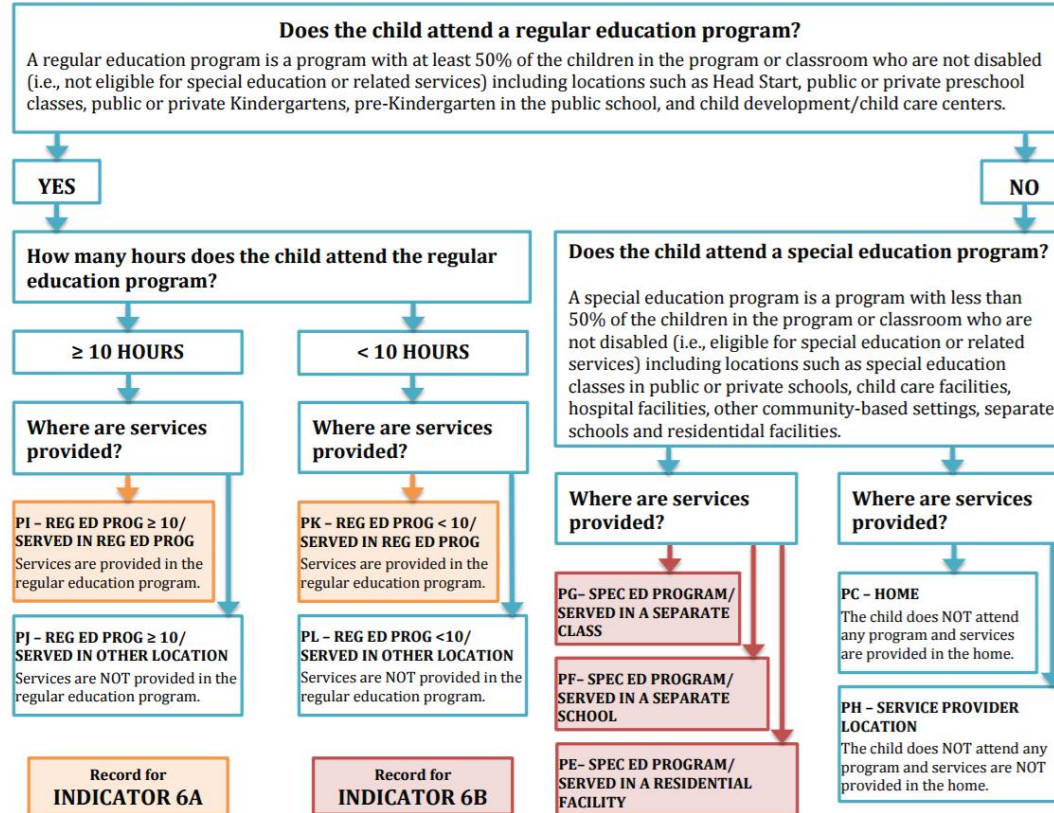 Does the child attend a regular education program?
A regular education program is a program with at least 50% of the children in the program or classroom who are not disabled
(i.e., not eligible for special education or related services) including locations such as Head Start, public or private preschool
classes, public or private Kindergartens, pre-Kindergarten in the public school, and child development/child care centers.
YES
NO
How many hours does the child attend the regular
education program?
≥ 10 HOURS
< 10 HOURS
Where are services
provided?
Where are services
provided?
PI – REG ED PROG ≥ 10/
SERVED IN REG ED PROG
Services are provided in the
regular education program.
PK – REG ED PROG < 10/
SERVED IN REG ED PROG
Services are provided in the
regular education program.
PJ – REG ED PROG ≥ 10/
SERVED IN OTHER LOCATION
Services are NOT provided in the
regular education program.
PL – REG ED PROG <10/
SERVED IN OTHER LOCATION
Services are NOT provided in the
regular education program.
Does the child attend a special education program?
A special education program is a program with less than
50% of the children in the program or classroom who are
not disabled (i.e., eligible for special education or related
services) including locations such as special education
classes in public or private schools, child care facilities,
hospital facilities, other community-based settings, separate
schools and residentidal facilities.
Where are services
provided?
PG– SPEC ED PROGRAM/
SERVED IN A SEPARATE
CLASS
PF– SPEC ED PROGRAM/
SERVED IN A SEPARATE
SCHOOL
PE– SPEC ED PROGRAM/
SERVED IN A RESIDENTIAL
FACILITY
Where are services
provided?
PC – HOME
The child does NOT attend
any program and services
are provided in the home.
PH – SERVICE PROVIDER
LOCATION
The child does NOT attend any
program and services are NOT
provided in the home.
Record for
INDICATOR 6A
Record for
INDICATOR 6B